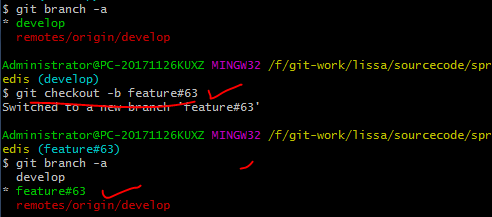 $ git branch -a
* develop
remotes/origin/develop
Administrator@PC-20171126KUXZ MINGW32 /f/git-work/lissa/sourcecode/spr
edis (develop)
$ git checkout -b feature#63
Switched to a new branch 'feature#63'
Administrator@PC-20171126KUXZ MINGW32 /f/git-work/lissa/sourcecode/spr
edis (feature#63)
$ git branch -a
develop
* feature#63
remotes/origin/develop